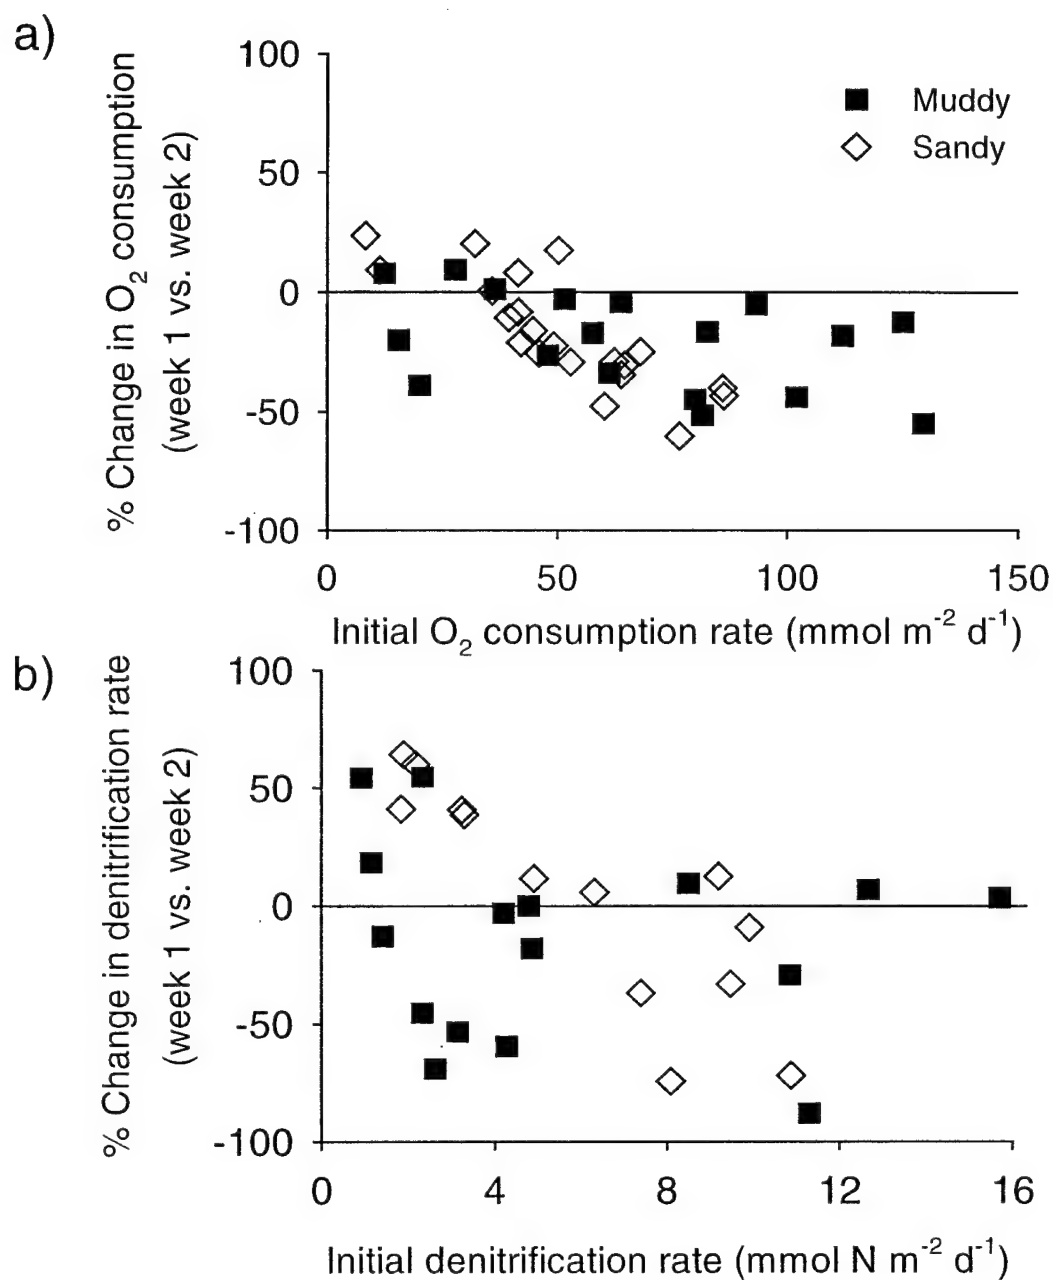 a)
% Change in O₂ consumption
(week 1 vs. week 2)
100
50
0
-50
-100
Muddy
Sandy
0 50 100 150
Initial O₂ consumption rate (mmol m⁻² d⁻¹)
b)
% Change in denitrification rate
(week 1 vs. week 2)
100
50
0
-50
-100
0 4 8 12 16
Initial denitrification rate (mmol N m⁻² d⁻¹)